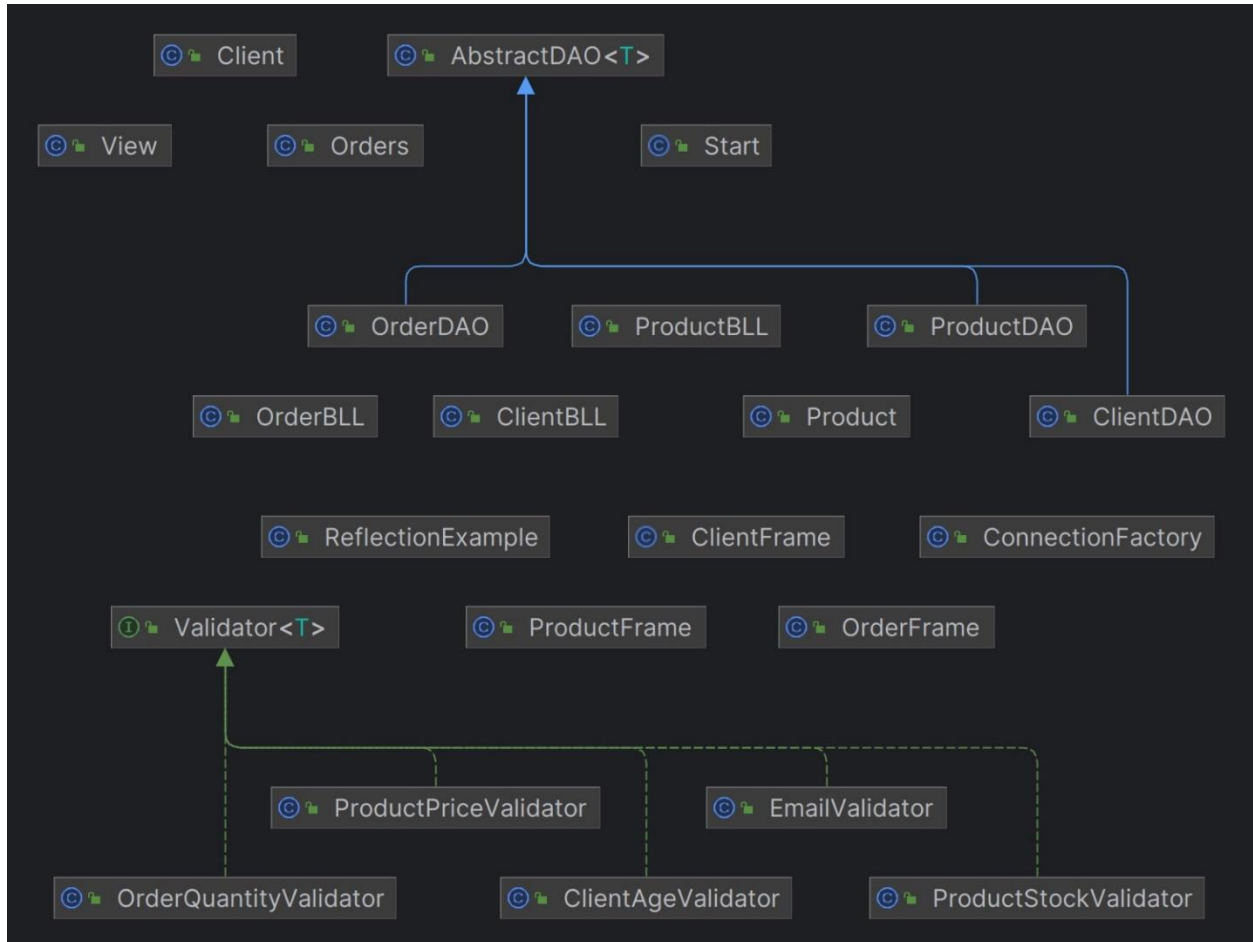 Client
AbstractDAO<T>
View
Orders
Start
OrderDAO
ProductBLL
ProductDAO
OrderBLL
ClientBLL
Product
ClientDAO
ReflectionExample
ClientFrame
ConnectionFactory
Validator<T>
ProductFrame
OrderFrame
ProductPriceValidator
EmailValidator
OrderQuantityValidator
ClientAgeValidator
ProductStockValidator